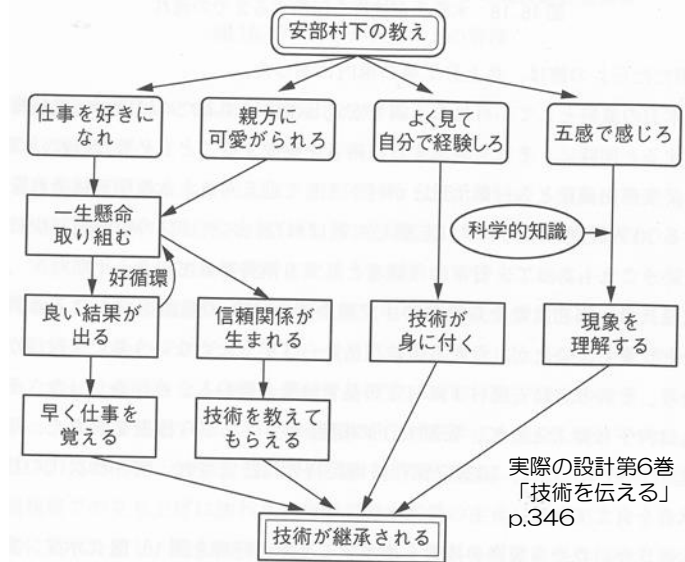 安部村下の教え
仕事を好きに
なれ
親方に
可愛がられろ
よく見て
自分で経験しろ
五感で感じろ
一生懸命
取り組む
科学的知識
好循環
良い結果が
出る
信頼関係が
生まれる
技術が
身に付く
現象を
理解する
早く仕事を
覚える
技術を教えて
もらえる
実際の設計第6巻
「技術を伝える」
p.346
技術が継承される